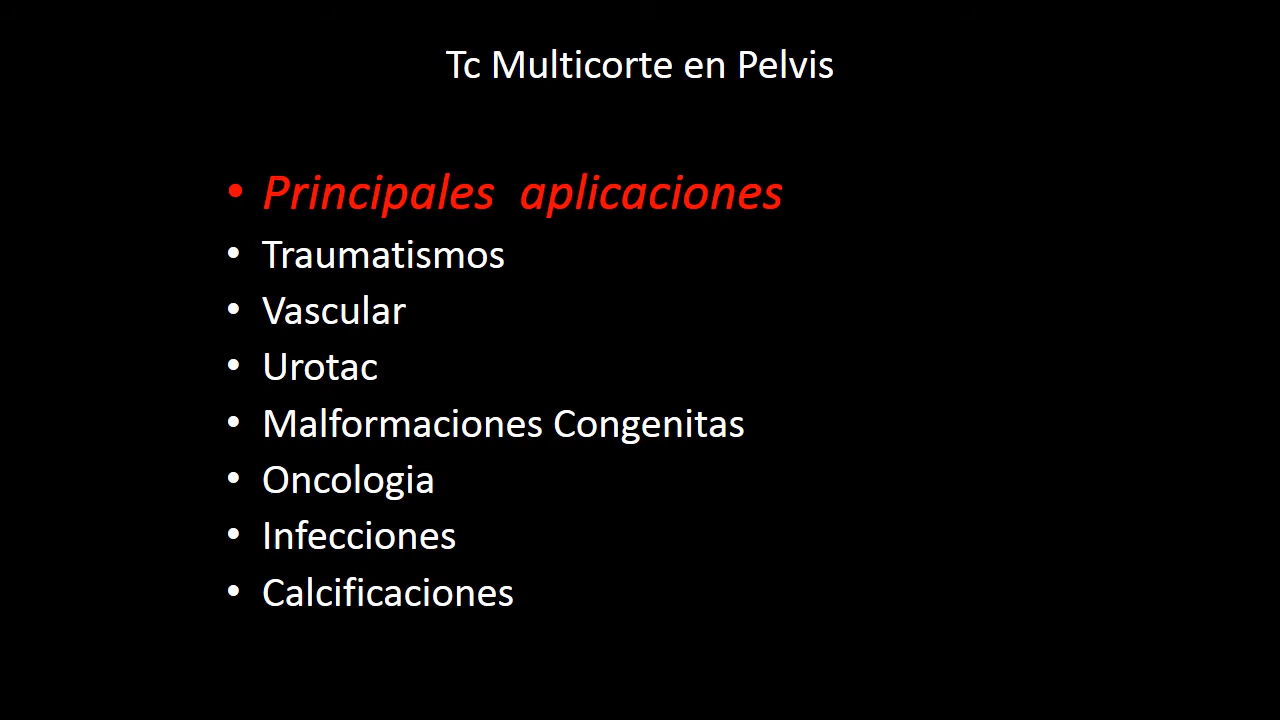 Tc Multicorte en Pelvis
• Principales aplicaciones
• Traumatismos
• Vascular
• Urotac
• Malformaciones Congenitas
• Oncologia
• Infecciones
• Calcificaciones